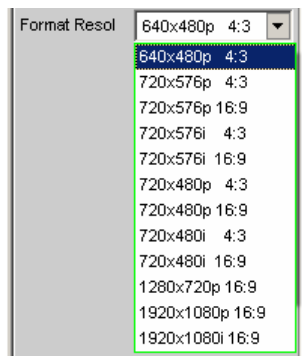 Format Resol 640x480p 4:3
640x480p 4:3
720x576p 4:3
720x576p 16:9
720x576i 4:3
720x576i 16:9
720x480p 4:3
720x480p 16:9
720x480i 4:3
720x480i 16:9
1280x720p 16:9
1920x1080p 16:9
1920x1080i 16:9